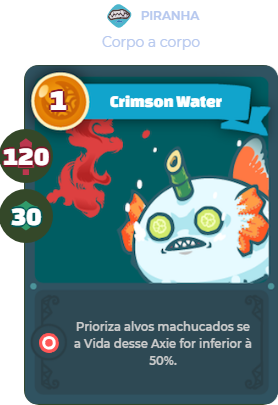 PIRANHA
Corpo a corpo
1
Crimson Water
120
30
Prioriza alvos machucados se
a Vida desse Axie for inferior à
50%.